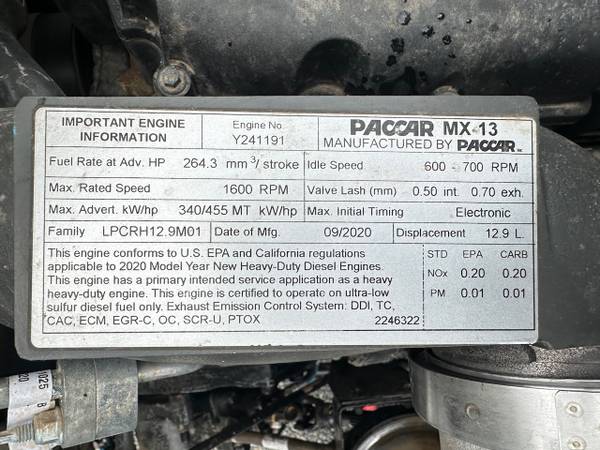 IMPORTANT ENGINE INFORMATION
Engine No.
Y241191
PACCAR MX-13
MANUFACTURED BY PACCAR INC
Fuel Rate at Adv. HP 264.3 mm³/ stroke
Idle Speed 600 - 700 RPM
Max. Rated Speed 1600 RPM
Valve Lash (mm) 0.50 int. 0.70 exh.
Max. Advert. kW/hp 340/455 MT kW/hp
Max. Initial Timing Electronic
Family LPCRH12.9M01
Date of Mfg. 09/2020
Displacement 12.9 L.
This engine conforms to U.S. EPA and California regulations
applicable to 2020 Model Year New Heavy-Duty Diesel Engines.
This engine has a primary intended service application as a heavy
heavy-duty engine. This engine is certified to operate on ultra-low
sulfur diesel fuel only. Exhaust Emission Control System: DDI, TC,
CAC, ECM, EGR-C, OC, SCR-U, PTOX
2246322
STD EPA CARB
NOx 0.20 0.20
PM 0.01 0.01